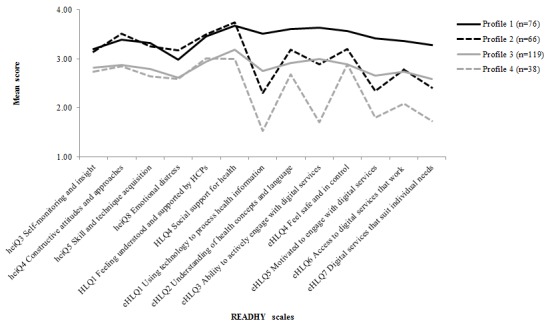 4.00
3.00
2.00
1.00
Mean score
Profile 1 (n=76)
Profile 2 (n=66)
Profile 3 (n=119)
Profile 4 (n=38)
heiQ3 Self-monitoring and insight
heiQ4 Constructive attitudes and approaches
heiQ5 Skill and technique acquisition
heiQ8 Emotional distress
HLQ1 Feeling understood and supported by HCPs
HLQ4 Social support for health
eHLQ1 Using technology to process health information
eHLQ2 Understanding of health concepts and language
eHLQ3 Ability to actively engage with digital services
eHLQ4 Feel safe and in control
eHLQ5 Motivated to engage with digital services
eHLQ6 Access to digital services that work
eHLQ7 Digital services that suit individual needs
READHY scales